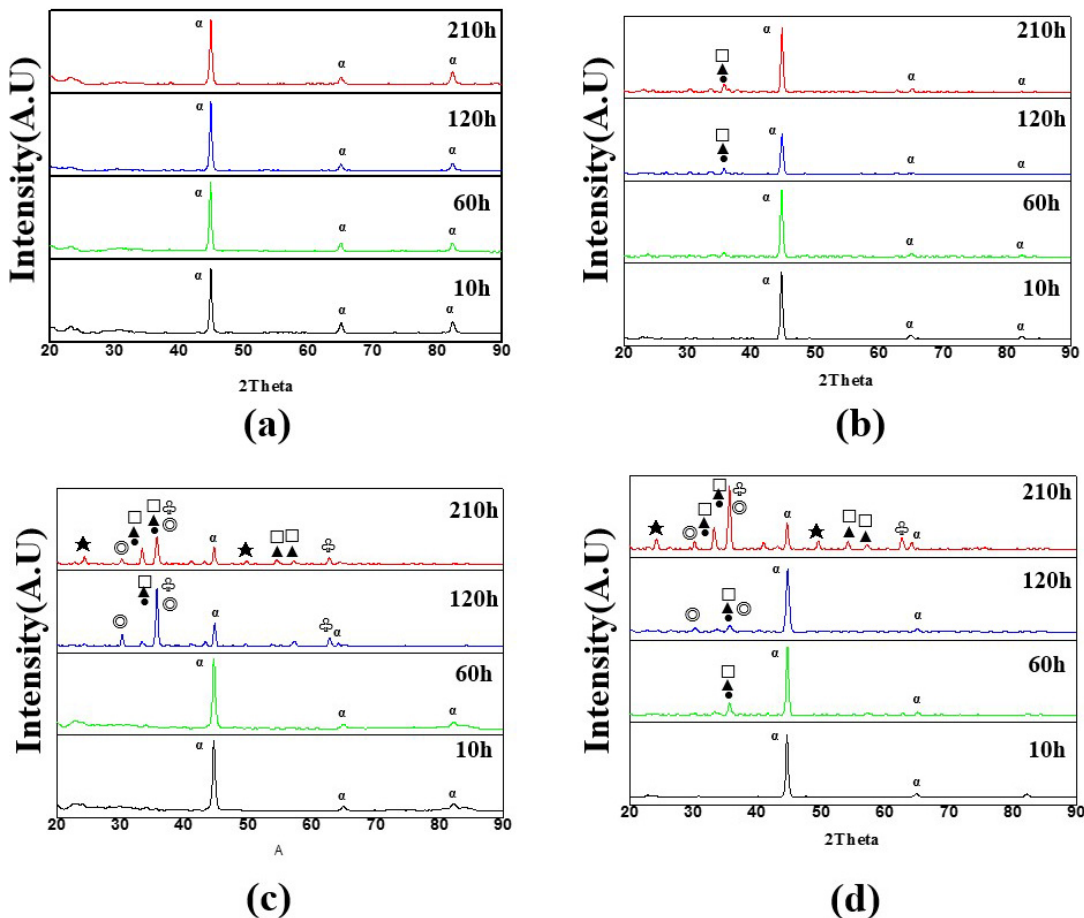 Intensity(A.U)
α
210h
α
α
α
120h
α
α
α
60h
α
α
α
10h
α
α
20 30 40 50 60 70 80 90
2Theta
(a)
Intensity(A.U)
α
210h
□
▲
●
α
α
120h
α
□
▲
●
α
α
α
60h
α
α
α
10h
α
α
20 30 40 50 60 70 80 90
2Theta
(b)
Intensity(A.U)
210h
□ □ ♧
▲ ▲ ◎
● ●
★ ◎ α ★
□ □
▲ ▲
♧
120h
□ ♧
▲ ◎
●
◎ α ♧ α
α
60h
α
α
α
10h
α
α
20 30 40 50 60 70 80 90
A
(c)
Intensity(A.U)
210h
□ ♧
▲ ◎
●
□
▲
●
★ ◎ α ★
□ □
▲ ▲
♧
α
α
120h
□
▲ ◎
●
◎ α
α
60h
□
▲
●
α
α
10h
α
20 30 40 50 60 70 80 90
2Theta
(d)